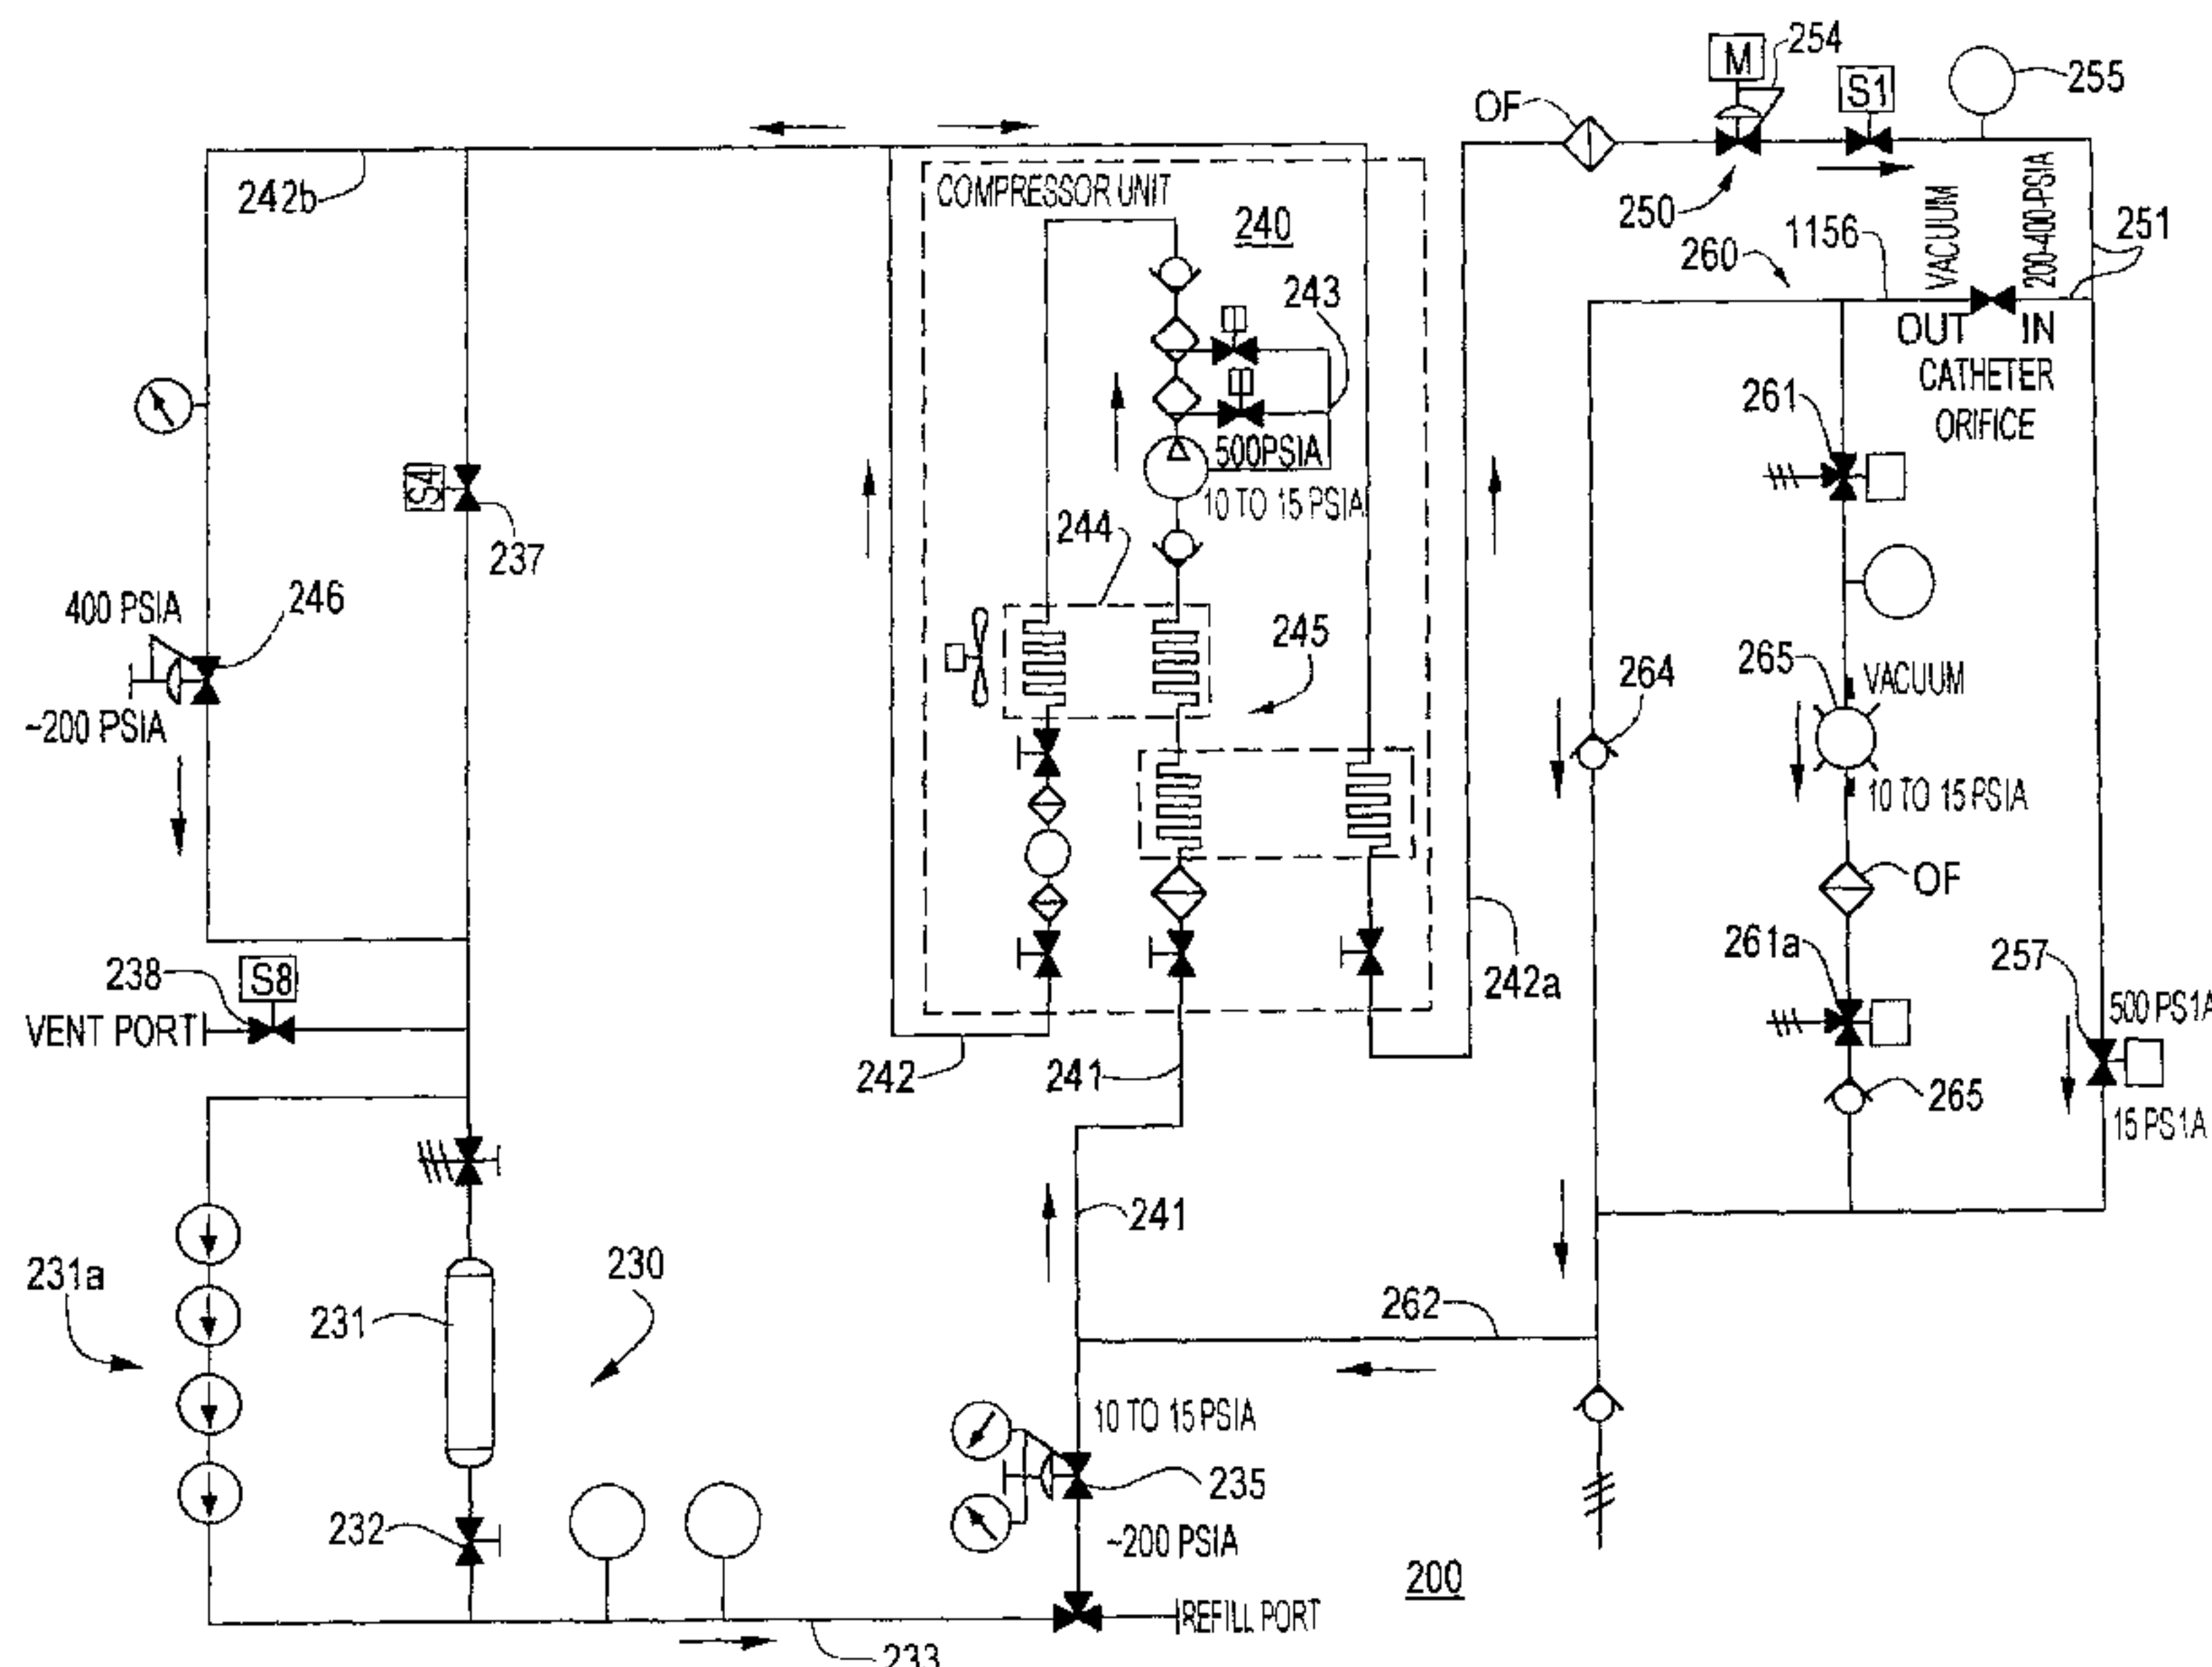 M
254
S1
255
OF
242b
COMPRESSOR UNIT
240
250
260
1156
VACUUM
200-400-PSIA
251
243
OUT
IN
CATHETER
ORIFICE
261
500PSIA
10 TO 15 PSIA
S4
237
244
400 PSIA
246
245
264
265
VACUUM
~200 PSIA
10 TO 15 PSIA
OF
261a
257
238
S8
242a
500 PS1A
VENT PORT
242
241
265
15 PS1A
241
231a
230
231
262
10 TO 15 PSIA
235
232
~200 PSIA
200
REFILL PORT
233